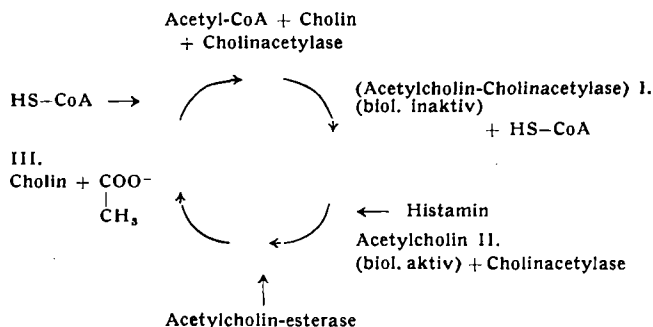 Acetyl-CoA + Cholin
+ Cholinacetylase
HS–CoA →
(Acetylcholin-Cholinacetylase) I.
(biol. inaktiv)
+ HS–CoA
III.
Cholin + COO⁻
|
CH₃
← Histamin
Acetylcholin II.
(biol. aktiv) + Cholinacetylase
Acetylcholin-esterase